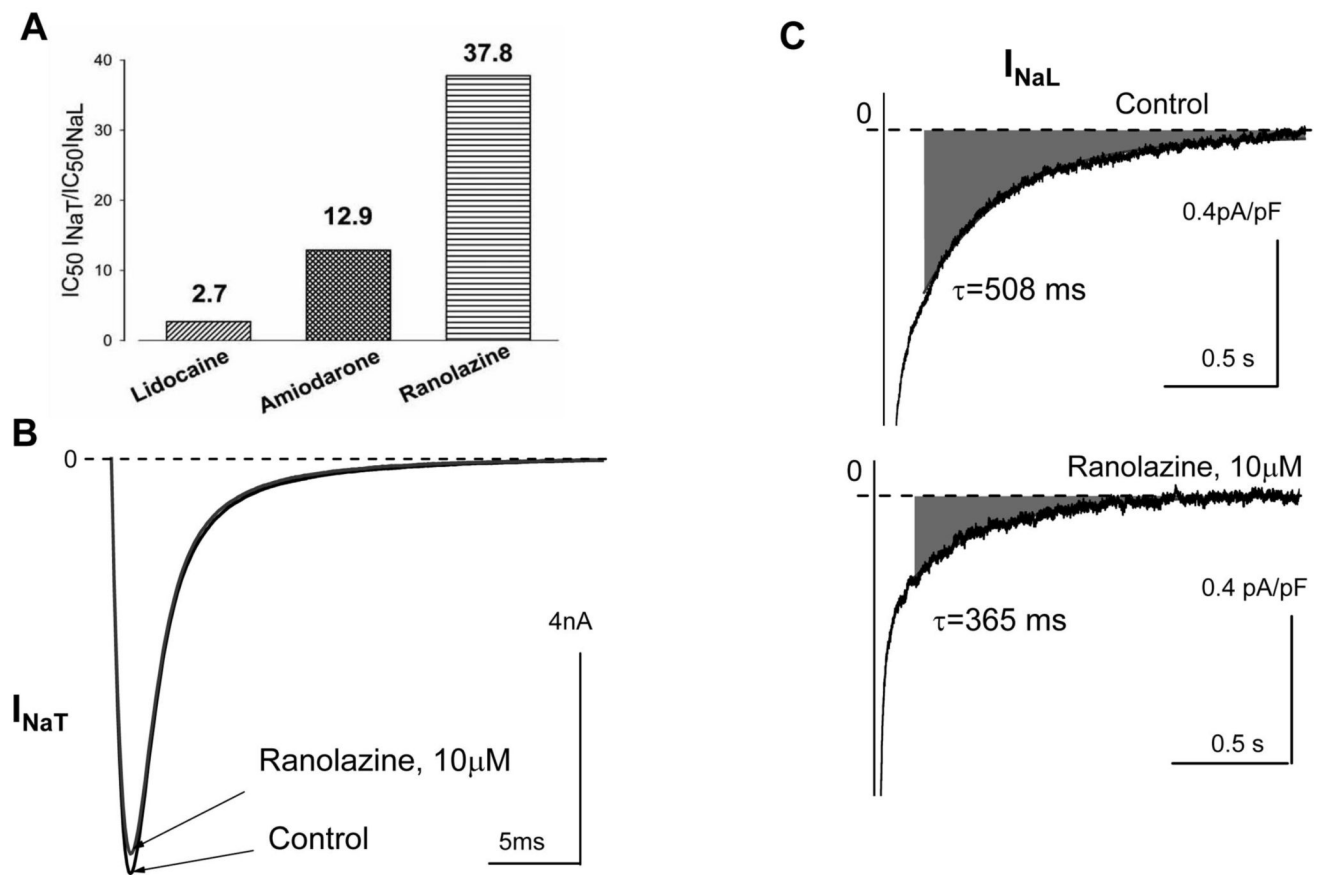 A
IC50 INaT/IC50INaL
40
30
20
10
0
2.7
12.9
37.8
Lidocaine
Amiodarone
Ranolazine
B
0
4nA
INaT
Ranolazine, 10μM
Control
5ms
C
INaL
0
Control
0.4pA/pF
τ=508 ms
0.5 s
0
Ranolazine, 10μM
0.4 pA/pF
τ=365 ms
0.5 s